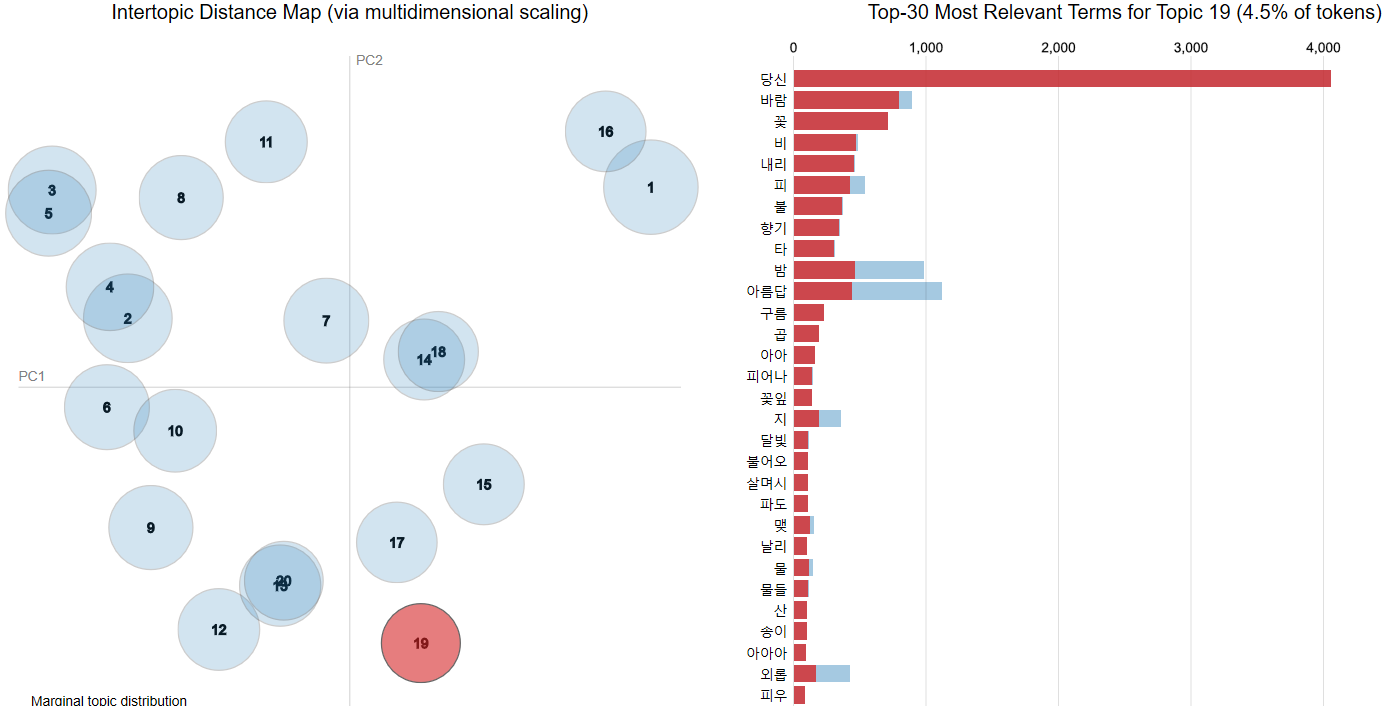 Intertopic Distance Map (via multidimensional scaling)
PC2
PC1
16
1
11
8
3
5
4
2
7
18
14
6
10
15
9
17
20
13
12
19
Marginal topic distribution
Top-30 Most Relevant Terms for Topic 19 (4.5% of tokens)
0 1,000 2,000 3,000 4,000
당신
바람
꽃
비
내리
피
불
향기
타
밤
아름답
구름
곱
아아
피어나
꽃잎
지
달빛
불어오
살며시
파도
맺
날리
물
물들
산
송이
아아아
외롭
피우